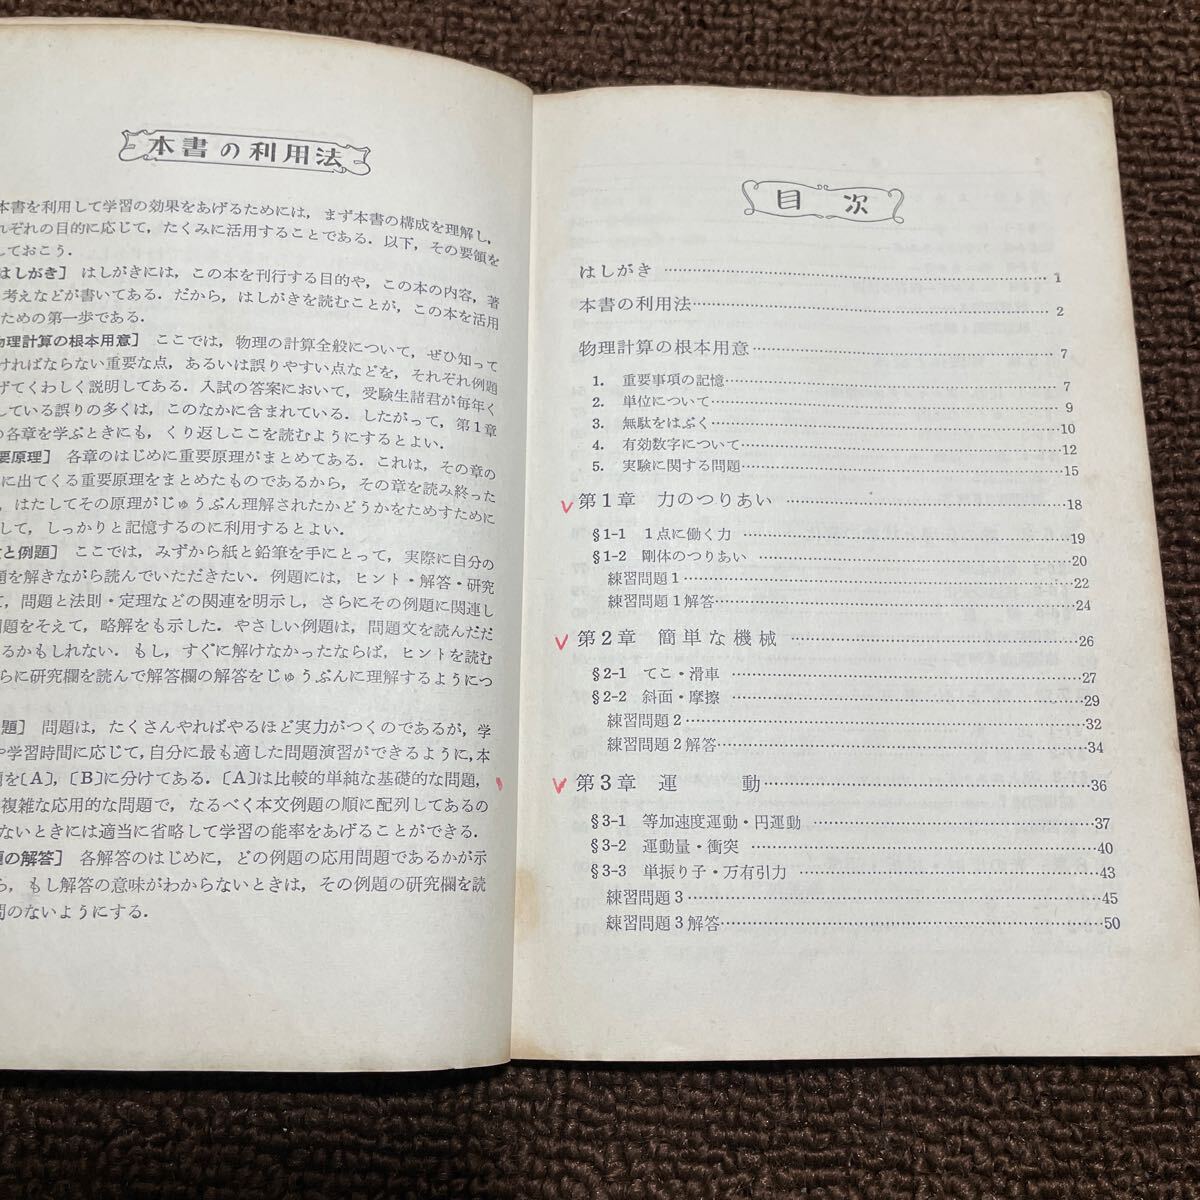 本書の利用法
本書を利用して学習の効果をあげるためには，まず本書の構成を理解し，
れぞれの目的に応じて，たくみに活用することである．以下，その要領を
しておこう．
はしがき］ はしがきには，この本を刊行する目的や，この本の内容，著
考えなどが書いてある．だから，はしがきを読むことが，この本を活用
ための第一歩である．
物理計算の根本用意］ ここでは，物理の計算全般について，ぜひ知って
ければならない重要な点，あるいは誤りやすい点などを，それぞれ例題
げてくわしく説明してある．入試の答案において，受験生諸君が毎年く
している誤りの多くは，このなかに含まれている．したがって，第1章
の各章を学ぶときにも，くり返しここを読むようにするとよい．
要原理］ 各章のはじめに重要原理がまとめてある．これは，その章の
に出てくる重要原理をまとめたものであるから，その章を読み終った
，はたしてその原理がじゅうぶん理解されたかどうかをためすために
して，しっかりと記憶するのに利用するとよい．
と例題］ ここでは，みずから紙と鉛筆を手にとって，実際に自分の
題を解きながら読んでいただきたい．例題には，ヒント・解答・研究
，問題と法則・定理などの関連を明示し，さらにその例題に関連し
問題をそえて，略解をも示した．やさしい例題は，問題文を読んだだ
るかもしれない．もし，すぐに解けなかったならば，ヒントを読む
らに研究欄を読んで解答欄の解答をじゅうぶんに理解するようにつ
題］ 問題は，たくさんやればやるほど実力がつくのであるが，学
や学習時間に応じて，自分に最も適した問題演習ができるように，本
題を〔A〕，〔B〕に分けてある．〔A〕は比較的単純な基礎的な問題，
複雑な応用的な問題で，なるべく本文例題の順に配列してあるの
ないときには適当に省略して学習の能率をあげることができる．
題の解答］ 各解答のはじめに，どの例題の応用問題であるかが示
ら，もし解答の意味がわからないときは，その例題の研究欄を読
問のないようにする．
目次
はしがき……1
本書の利用法……2
物理計算の根本用意……7
1. 重要事項の記憶……7
2. 単位について……9
3. 無駄をはぶく……10
4. 有効数字について……12
5. 実験に関する問題……15
第1章 力のつりあい……18
§1-1 1点に働く力……19
§1-2 剛体のつりあい……20
練習問題1……22
練習問題1解答……24
第2章 簡単な機械……26
§2-1 てこ・滑車……27
§2-2 斜面・摩擦……29
練習問題2……32
練習問題2解答……34
第3章 運動……36
§3-1 等加速度運動・円運動……37
§3-2 運動量・衝突……40
§3-3 単振り子・万有引力……43
練習問題3……45
練習問題3解答……50